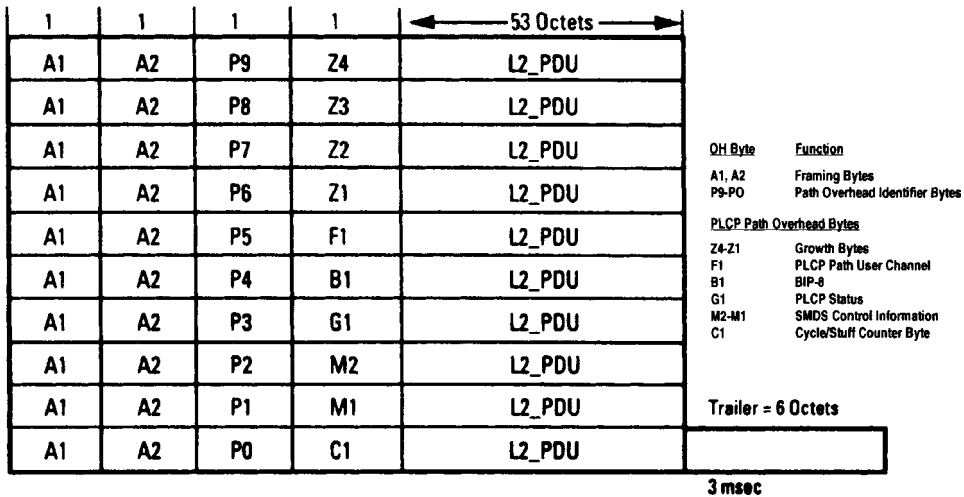 1 1 1 1 53 Octets
A1 A2 P9 Z4 L2_PDU
A1 A2 P8 Z3 L2_PDU
A1 A2 P7 Z2 L2_PDU
A1 A2 P6 Z1 L2_PDU
A1 A2 P5 F1 L2_PDU
A1 A2 P4 B1 L2_PDU
A1 A2 P3 G1 L2_PDU
A1 A2 P2 M2 L2_PDU
A1 A2 P1 M1 L2_PDU
A1 A2 P0 C1 L2_PDU
OH Byte Function
A1, A2 Framing Bytes
P9-PO Path Overhead Identifier Bytes
PLCP Path Overhead Bytes
Z4-Z1 Growth Bytes
F1 PLCP Path User Channel
B1 BIP-8
G1 PLCP Status
M2-M1 SMDS Control Information
C1 Cycle/Stuff Counter Byte
Trailer = 6 Octets
3 msec